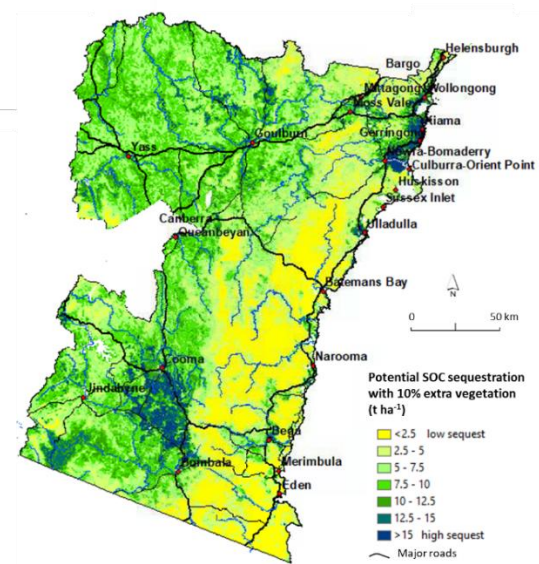 Helensburgh
Bargo
Mittagong
Wollongong
Moss Vale
Kiama
Goulburn
Gerringong
Yass
Nowra-Bomaderry
Culburra-Orient Point
Huskisson
Sussex Inlet
Canberra
Ulladulla
Queanbeyan
Batemans Bay
N
0 50 km
Cooma
Narooma
Potential SOC sequestration
with 10% extra vegetation
(t ha⁻¹)
Jindabyne
<2.5 low sequest
2.5 - 5
Bega
5 - 7.5
Bombala
Merimbula
7.5 - 10
Eden
10 - 12.5
12.5 - 15
>15 high sequest
Major roads